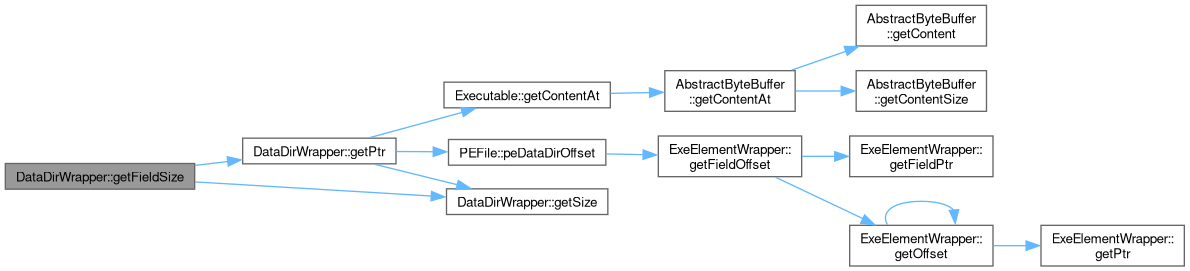 DataDirWrapper::getFieldSize
DataDirWrapper::getPtr
Executable::getContentAt
PEFile::peDataDirOffset
DataDirWrapper::getSize
AbstractByteBuffer
::getContentAt
ExeElementWrapper::
getFieldOffset
AbstractByteBuffer
::getContent
AbstractByteBuffer
::getContentSize
ExeElementWrapper::
getFieldPtr
ExeElementWrapper::
getOffset
ExeElementWrapper::
getPtr